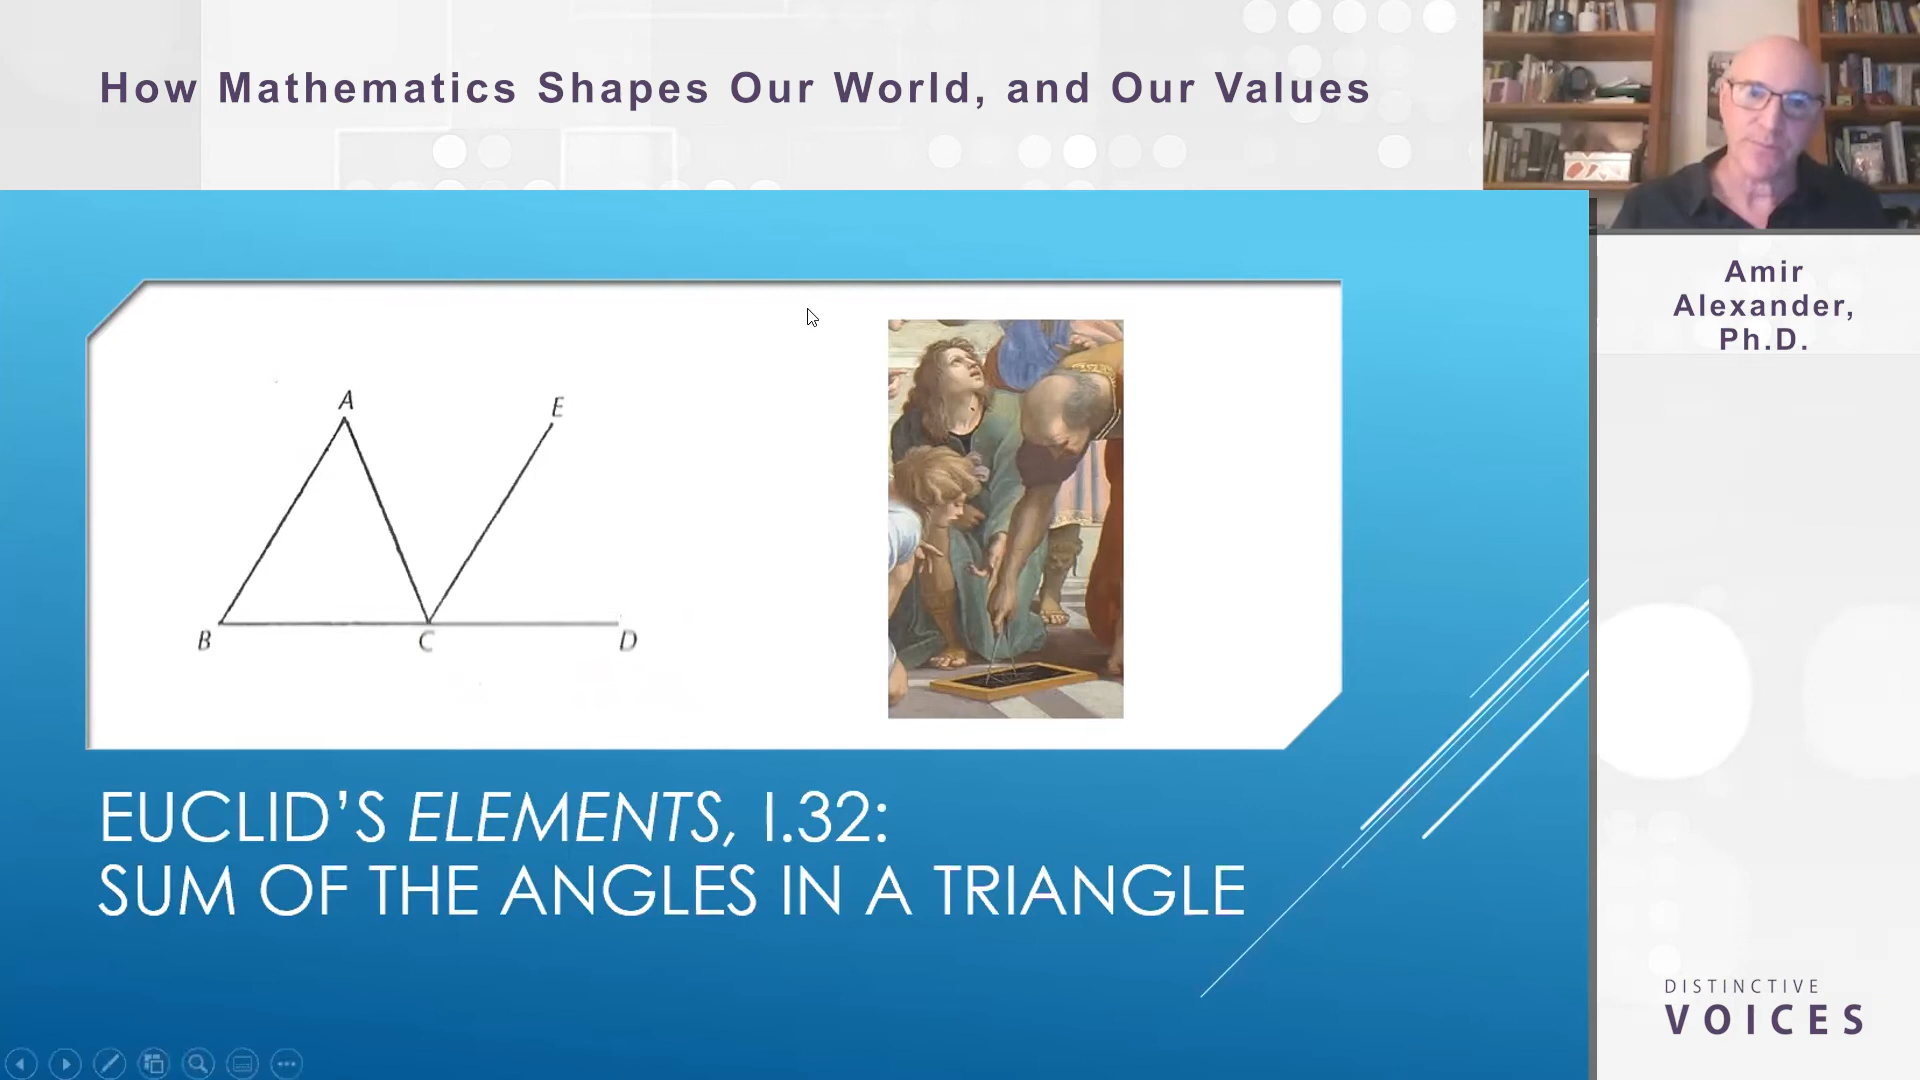 How Mathematics Shapes Our World, and Our Values
Amir
Alexander,
Ph.D.
A
E
B
C
D
EUCLID’S ELEMENTS, I.32:
SUM OF THE ANGLES IN A TRIANGLE
DISTINCTIVE
VOICES